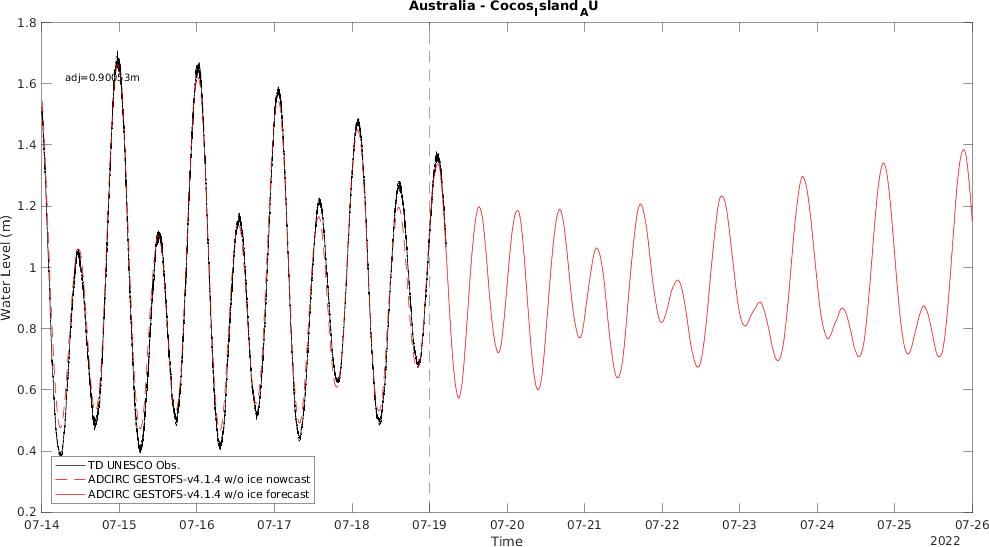 Australia - Cocos_Island_AU
1.8
1.6
1.4
1.2
1
0.8
0.6
0.4
0.2
Water Level (m)
adj=0.90053m
TD UNESCO Obs.
ADCIRC GESTOFS-v4.1.4 w/o ice nowcast
ADCIRC GESTOFS-v4.1.4 w/o ice forecast
07-14 07-15 07-16 07-17 07-18 07-19 07-20 07-21 07-22 07-23 07-24 07-25 07-26
Time
2022